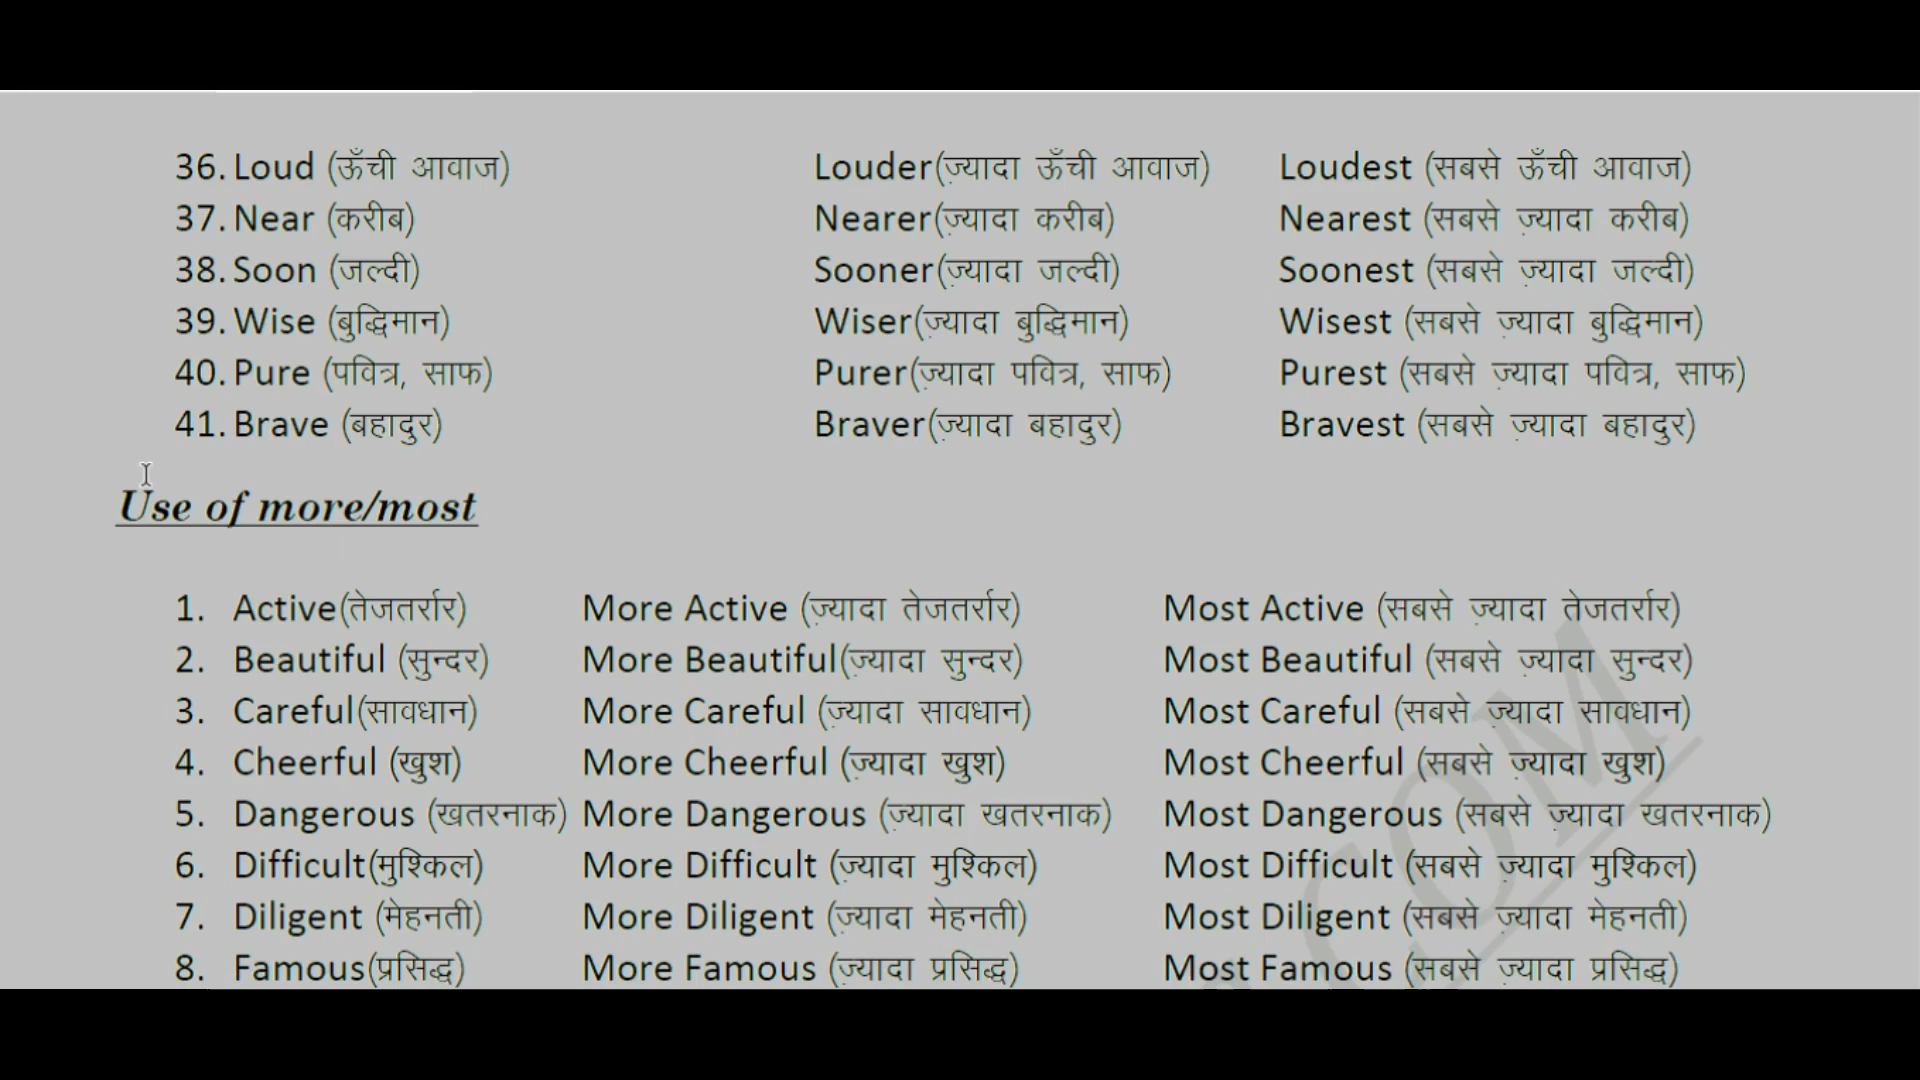 36. Loud (ऊँची आवाज) Louder(ज़्यादा ऊँची आवाज) Loudest (सबसे ऊँची आवाज)
37. Near (करीब) Nearer(ज़्यादा करीब) Nearest (सबसे ज़्यादा करीब)
38. Soon (जल्दी) Sooner(ज़्यादा जल्दी) Soonest (सबसे ज़्यादा जल्दी)
39. Wise (बुद्धिमान) Wiser(ज़्यादा बुद्धिमान) Wisest (सबसे ज़्यादा बुद्धिमान)
40. Pure (पवित्र, साफ) Purer(ज़्यादा पवित्र, साफ) Purest (सबसे ज़्यादा पवित्र, साफ)
41. Brave (बहादुर) Braver(ज़्यादा बहादुर) Bravest (सबसे ज़्यादा बहादुर)
Use of more/most
1. Active(तेजतर्रार) More Active (ज़्यादा तेजतर्रार) Most Active (सबसे ज़्यादा तेजतर्रार)
2. Beautiful (सुन्दर) More Beautiful(ज़्यादा सुन्दर) Most Beautiful (सबसे ज़्यादा सुन्दर)
3. Careful(सावधान) More Careful (ज़्यादा सावधान) Most Careful (सबसे ज़्यादा सावधान)
4. Cheerful (खुश) More Cheerful (ज़्यादा खुश) Most Cheerful (सबसे ज़्यादा खुश)
5. Dangerous (खतरनाक) More Dangerous (ज़्यादा खतरनाक) Most Dangerous (सबसे ज़्यादा खतरनाक)
6. Difficult(मुश्किल) More Difficult (ज़्यादा मुश्किल) Most Difficult (सबसे ज़्यादा मुश्किल)
7. Diligent (मेहनती) More Diligent (ज़्यादा मेहनती) Most Diligent (सबसे ज़्यादा मेहनती)
8. Famous(प्रसिद्ध) More Famous (ज़्यादा प्रसिद्ध) Most Famous (सबसे ज़्यादा प्रसिद्ध)
COM